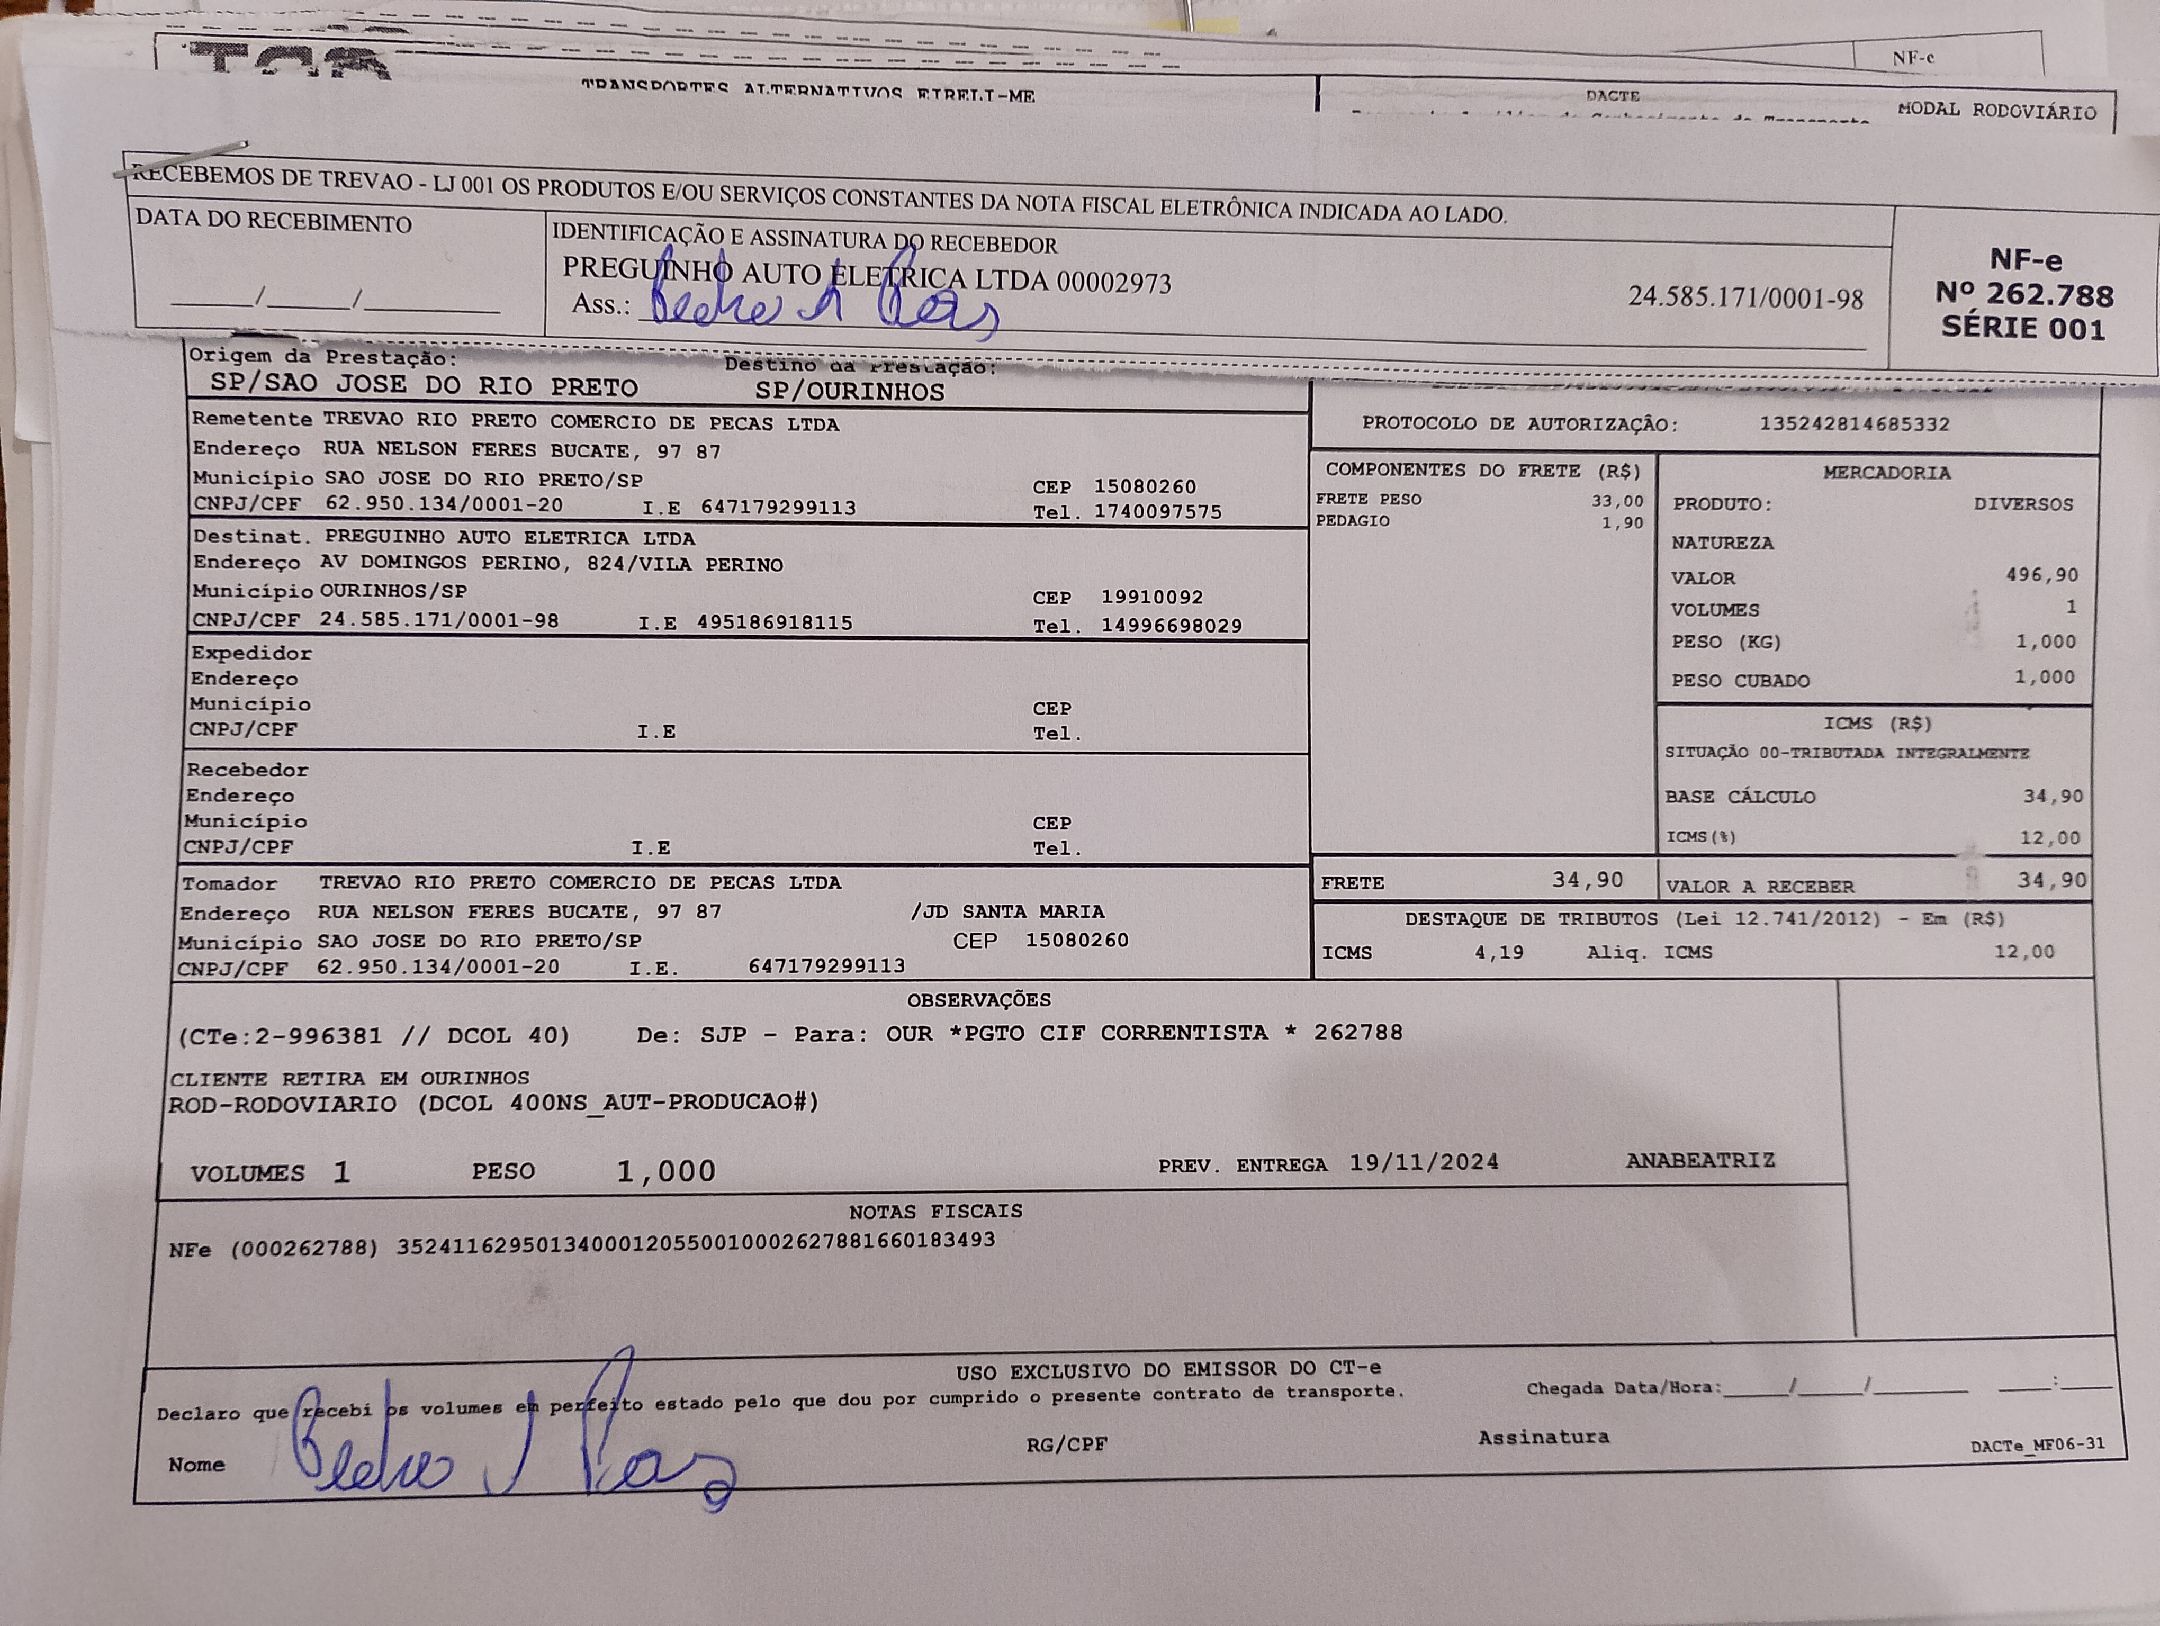 NF-e
TRANSPORTES ALTERNATIVOS EIRELI-ME
DACTE
MODAL RODOVIÁRIO
RECEBEMOS DE TREVAO - LJ 001 OS PRODUTOS E/OU SERVIÇOS CONSTANTES DA NOTA FISCAL ELETRÔNICA INDICADA AO LADO.
DATA DO RECEBIMENTO
___/___/___
IDENTIFICAÇÃO E ASSINATURA DO RECEBEDOR
PREGUINHO AUTO ELETRICA LTDA 00002973
24.585.171/0001-98
Ass.: Pedro
NF-e
Nº 262.788
SÉRIE 001
Origem da Prestação: Destino da Prestação:
SP/SAO JOSE DO RIO PRETO SP/OURINHOS
Remetente TREVAO RIO PRETO COMERCIO DE PECAS LTDA
Endereço RUA NELSON FERES BUCATE, 97 87
Município SAO JOSE DO RIO PRETO/SP CEP 15080260
CNPJ/CPF 62.950.134/0001-20 I.E 647179299113 Tel. 1740097575
Destinat. PREGUINHO AUTO ELETRICA LTDA
Endereço AV DOMINGOS PERINO, 824/VILA PERINO
Município OURINHOS/SP CEP 19910092
CNPJ/CPF 24.585.171/0001-98 I.E 495186918115 Tel. 14996698029
Expedidor
Endereço
Município CEP
CNPJ/CPF I.E Tel.
Recebedor
Endereço
Município CEP
CNPJ/CPF I.E Tel.
Tomador TREVAO RIO PRETO COMERCIO DE PECAS LTDA
Endereço RUA NELSON FERES BUCATE, 97 87 /JD SANTA MARIA
Município SAO JOSE DO RIO PRETO/SP CEP 15080260
CNPJ/CPF 62.950.134/0001-20 I.E. 647179299113
PROTOCOLO DE AUTORIZAÇÃO: 135242814685332
COMPONENTES DO FRETE (R$)
FRETE PESO 33,00
PEDAGIO 1,90
MERCADORIA
PRODUTO: DIVERSOS
NATUREZA
VALOR 496,90
VOLUMES 1
PESO (KG) 1,000
PESO CUBADO 1,000
ICMS (R$)
SITUAÇÃO 00-TRIBUTADA INTEGRALMENTE
BASE CÁLCULO 34,90
ICMS(%) 12,00
FRETE 34,90 VALOR A RECEBER 34,90
DESTAQUE DE TRIBUTOS (Lei 12.741/2012) - Em (R$)
ICMS 4,19 Aliq. ICMS 12,00
OBSERVAÇÕES
(CTe:2-996381 // DCOL 40) De: SJP - Para: OUR *PGTO CIF CORRENTISTA * 262788
CLIENTE RETIRA EM OURINHOS
ROD-RODOVIARIO (DCOL 400NS_AUT-PRODUCAO#)
VOLUMES 1 PESO 1,000 PREV. ENTREGA 19/11/2024 ANABEATRIZ
NOTAS FISCAIS
NFe (000262788) 35241162950134000120550010002627881660183493
USO EXCLUSIVO DO EMISSOR DO CT-e
Declaro que recebi os volumes em perfeito estado pelo que dou por cumprido o presente contrato de transporte. Chegada Data/Hora:___/___/___ __:__
Nome Pedro RG/CPF Assinatura DACTe_MF06-31